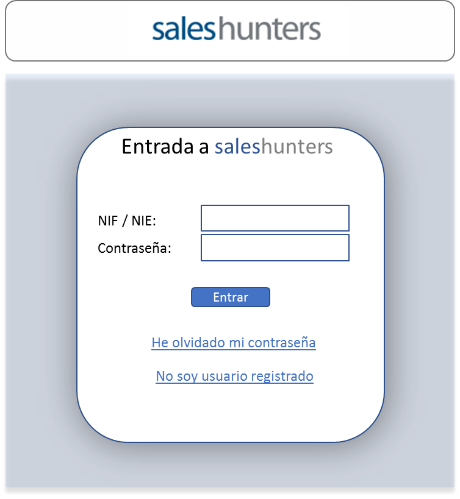 saleshunters
Entrada a saleshunters
NIF / NIE:
Contraseña:
Entrar
He olvidado mi contraseña
No soy usuario registrado